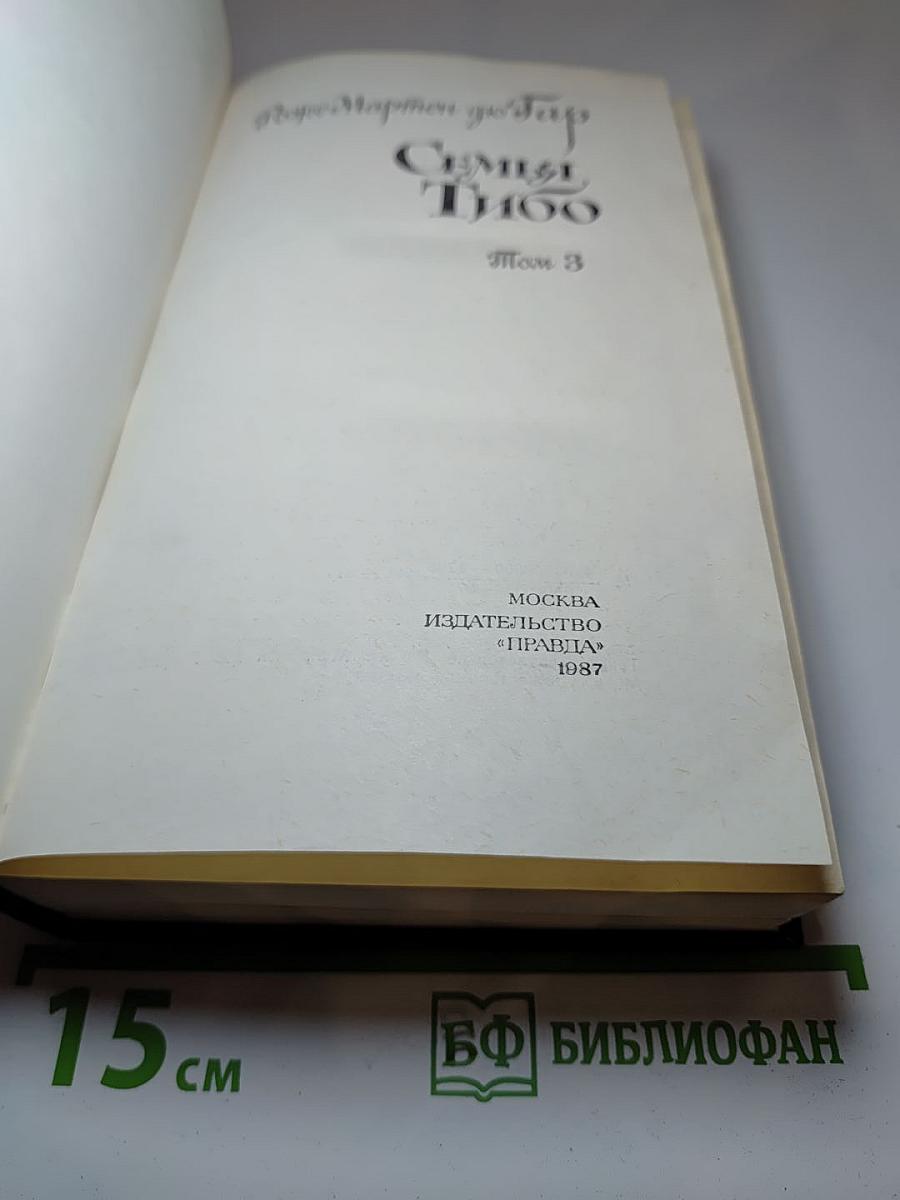 Роже Мартен дю Гар
Семья
Тибо
Том 3
МОСКВА
ИЗДАТЕЛЬСТВО
«ПРАВДА»
1987
15 см
БФ БИБЛИОФАН